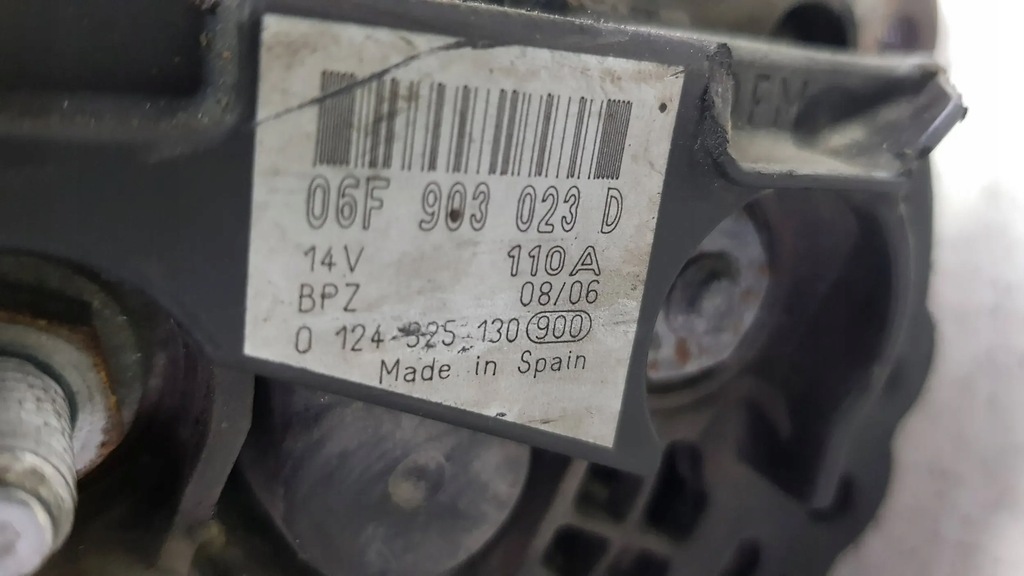 06F 903 023 D
14V 110A
BPZ 08/06
0 124 325 130 900
Made in Spain